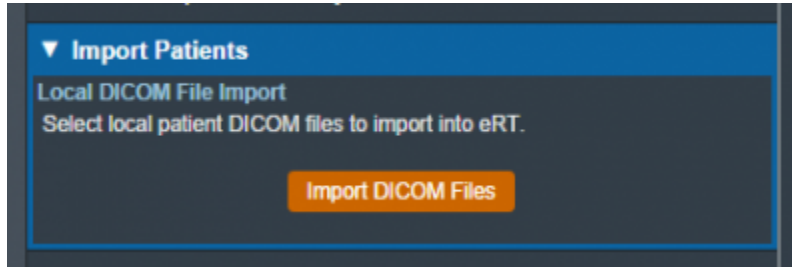 Import Patients
Local DICOM File Import
Select local patient DICOM files to import into eRT.
Import DICOM Files